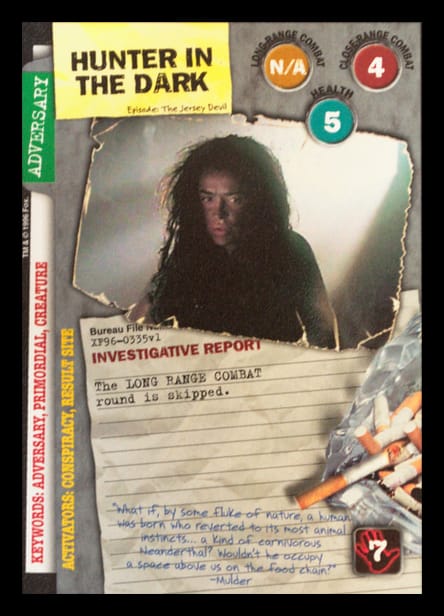 HUNTER IN
THE DARK
Episode: The Jersey Devil
LONG-RANGE COMBAT
N/A
CLOSE-RANGE COMBAT
4
HEALTH
5
ADVERSARY
TM & © 1996 Fox.
KEYWORDS: ADVERSARY, PRIMORDIAL, CREATURE
ACTIVATORS: CONSPIRACY, RESULT SITE
Bureau File
XF96-0335v1
INVESTIGATIVE REPORT
The LONG RANGE COMBAT
round is skipped.
"What if, by some fluke of nature, a human
was born who reverted to its most animal
instincts... a kind of carnivorous
Neanderthal? Wouldn't he occupy
a space above us on the food chain?"
-Mulder
7